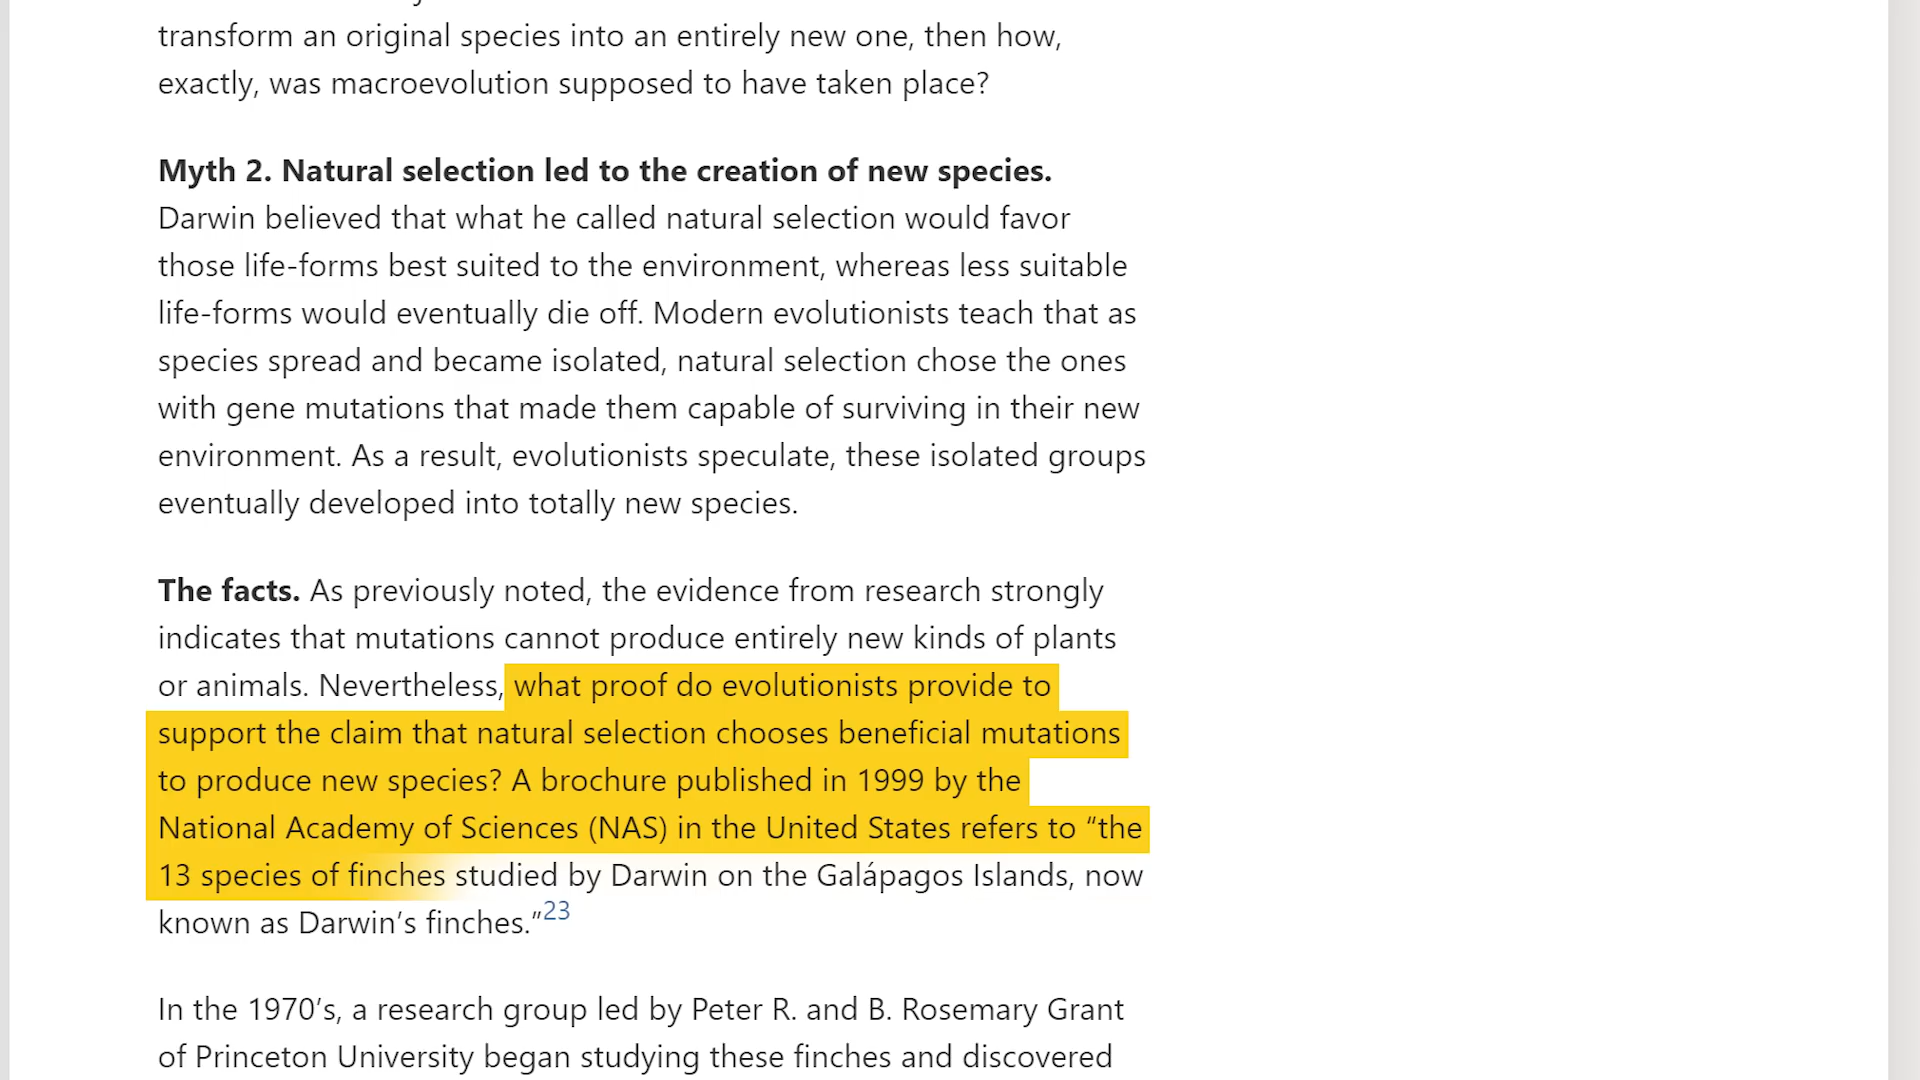 transform an original species into an entirely new one, then how,
exactly, was macroevolution supposed to have taken place?
Myth 2. Natural selection led to the creation of new species.
Darwin believed that what he called natural selection would favor
those life-forms best suited to the environment, whereas less suitable
life-forms would eventually die off. Modern evolutionists teach that as
species spread and became isolated, natural selection chose the ones
with gene mutations that made them capable of surviving in their new
environment. As a result, evolutionists speculate, these isolated groups
eventually developed into totally new species.
The facts. As previously noted, the evidence from research strongly
indicates that mutations cannot produce entirely new kinds of plants
or animals. Nevertheless, what proof do evolutionists provide to
support the claim that natural selection chooses beneficial mutations
to produce new species? A brochure published in 1999 by the
National Academy of Sciences (NAS) in the United States refers to “the
13 species of finches studied by Darwin on the Galápagos Islands, now
known as Darwin’s finches.”23
In the 1970’s, a research group led by Peter R. and B. Rosemary Grant
of Princeton University began studying these finches and discovered